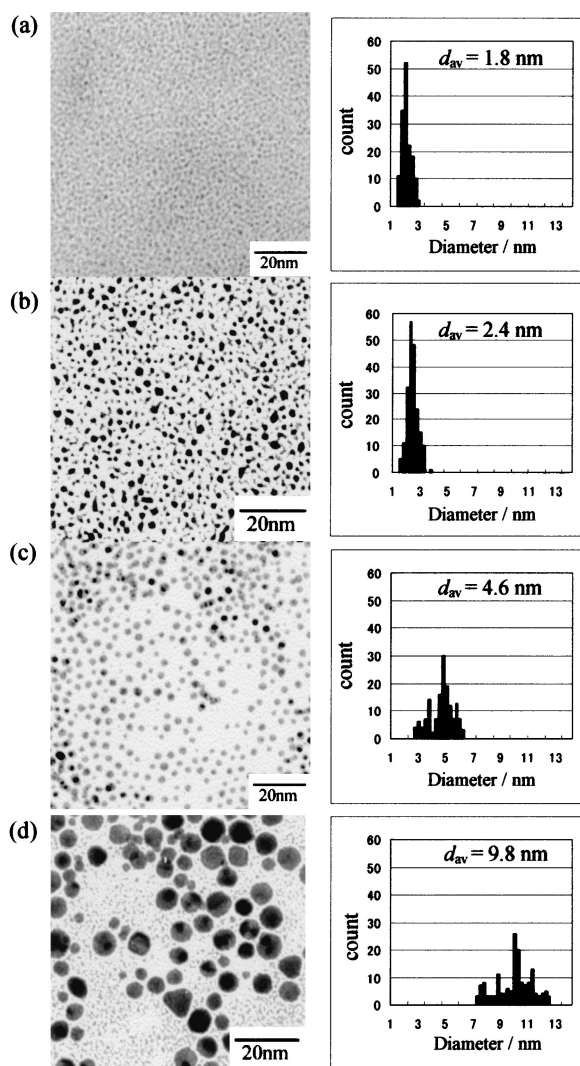 (a)
20nm
d_av = 1.8 nm
count
60
50
40
30
20
10
0
1 3 5 7 9 11 13
Diameter / nm
(b)
20nm
d_av = 2.4 nm
count
60
50
40
30
20
10
0
1 3 5 7 9 11 13
Diameter / nm
(c)
20nm
d_av = 4.6 nm
count
60
50
40
30
20
10
0
1 3 5 7 9 11 13
Diameter / nm
(d)
20nm
d_av = 9.8 nm
count
60
50
40
30
20
10
0
1 3 5 7 9 11 13
Diameter / nm